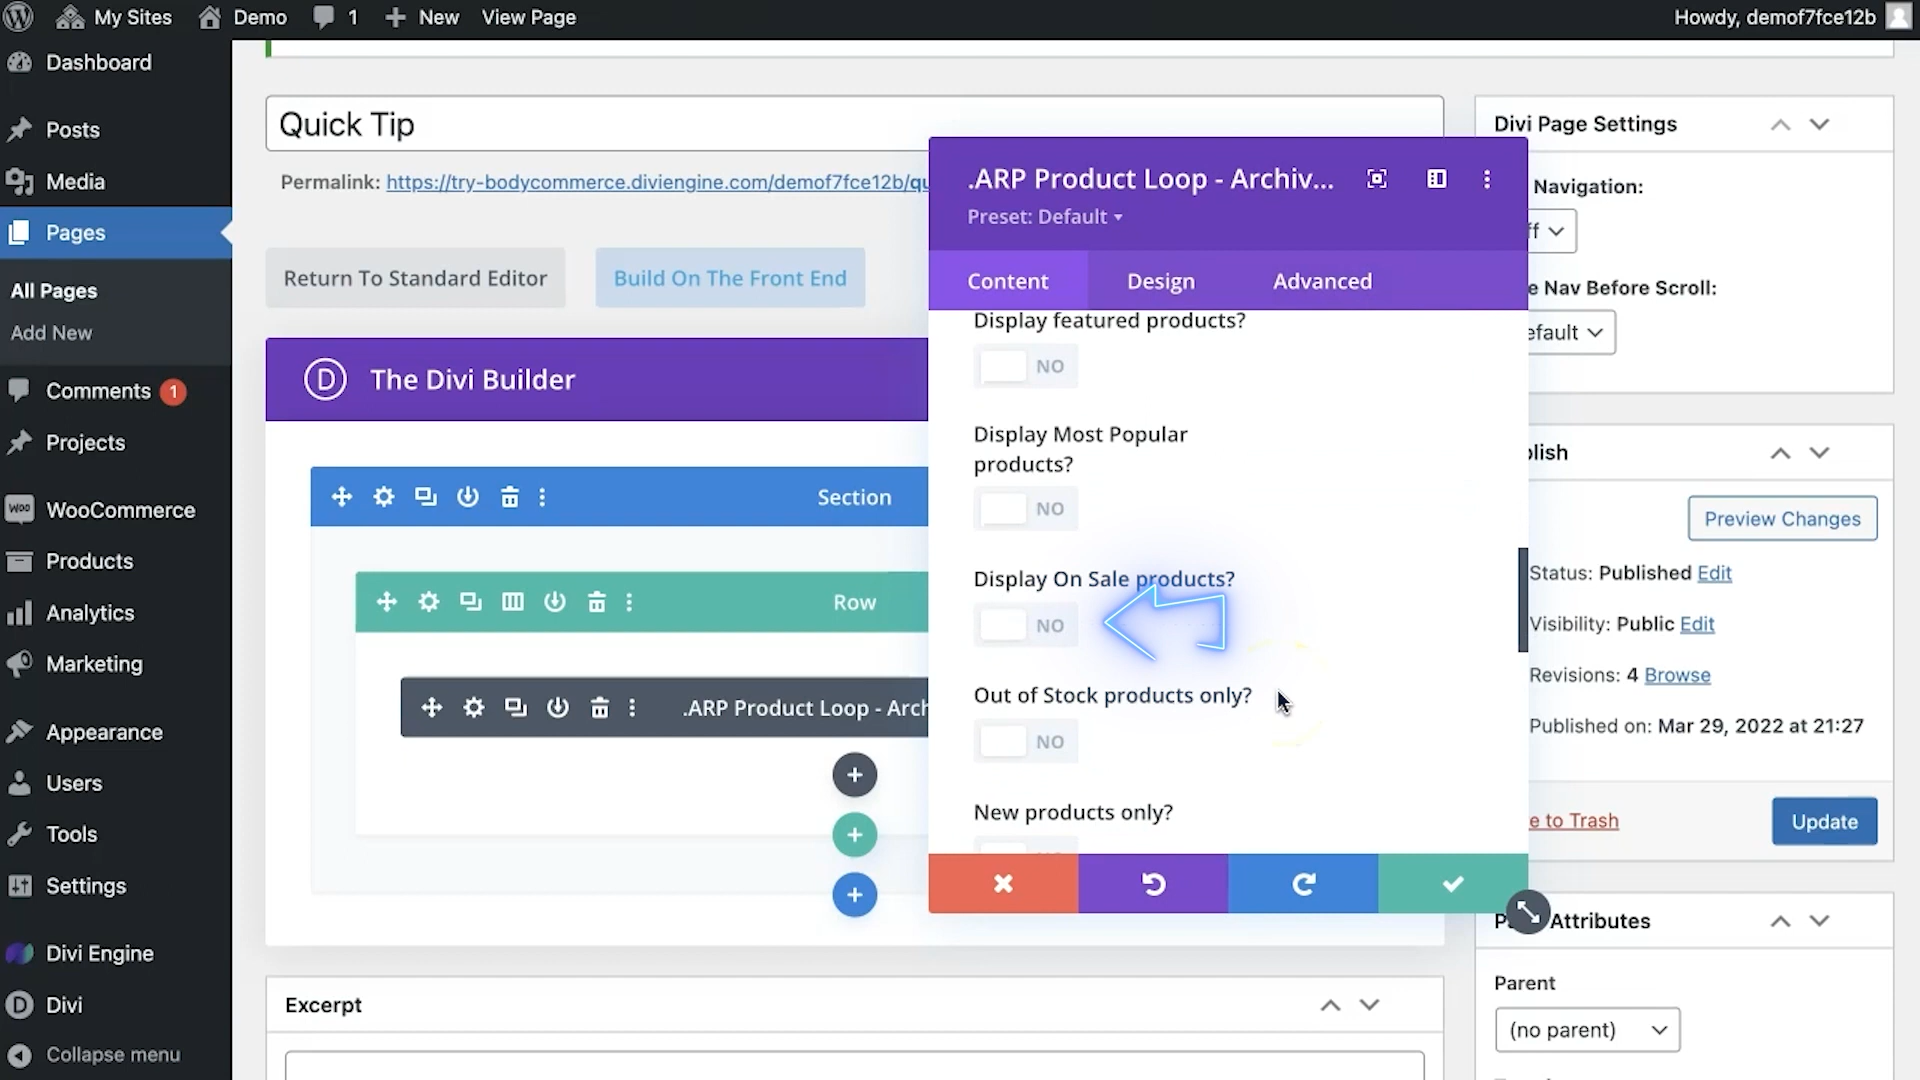 My Sites
Demo
1
New
View Page
Howdy, demof7fce12b
Dashboard
Posts
Media
Pages
All Pages
Add New
Comments 1
Projects
WOO WooCommerce
Products
Analytics
Marketing
Appearance
Users
Tools
Settings
Divi Engine
Divi
Collapse menu
Quick Tip
Permalink: https://try-bodycommerce.diviengine.com/demof7fce12b/qu
Return To Standard Editor
Build On The Front End
D The Divi Builder
Section
Row
.ARP Product Loop - Arch
Excerpt
.ARP Product Loop - Archiv...
Preset: Default
Content
Design
Advanced
Display featured products?
NO
Display Most Popular
products?
NO
Display On Sale products?
NO
Out of Stock products only?
NO
New products only?
Divi Page Settings
Navigation:
ff
e Nav Before Scroll:
efault
lish
Preview Changes
Status: Published Edit
Visibility: Public Edit
Revisions: 4 Browse
Published on: Mar 29, 2022 at 21:27
e to Trash
Update
Attributes
Parent
(no parent)